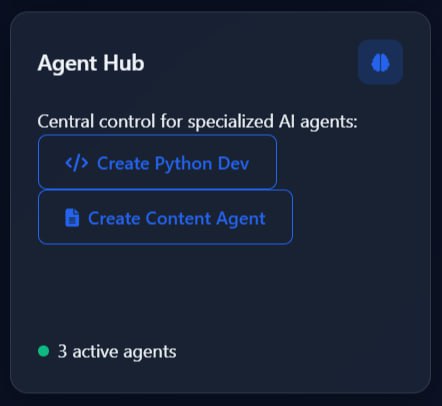 Agent Hub
Central control for specialized AI agents:
</> Create Python Dev
Create Content Agent
3 active agents